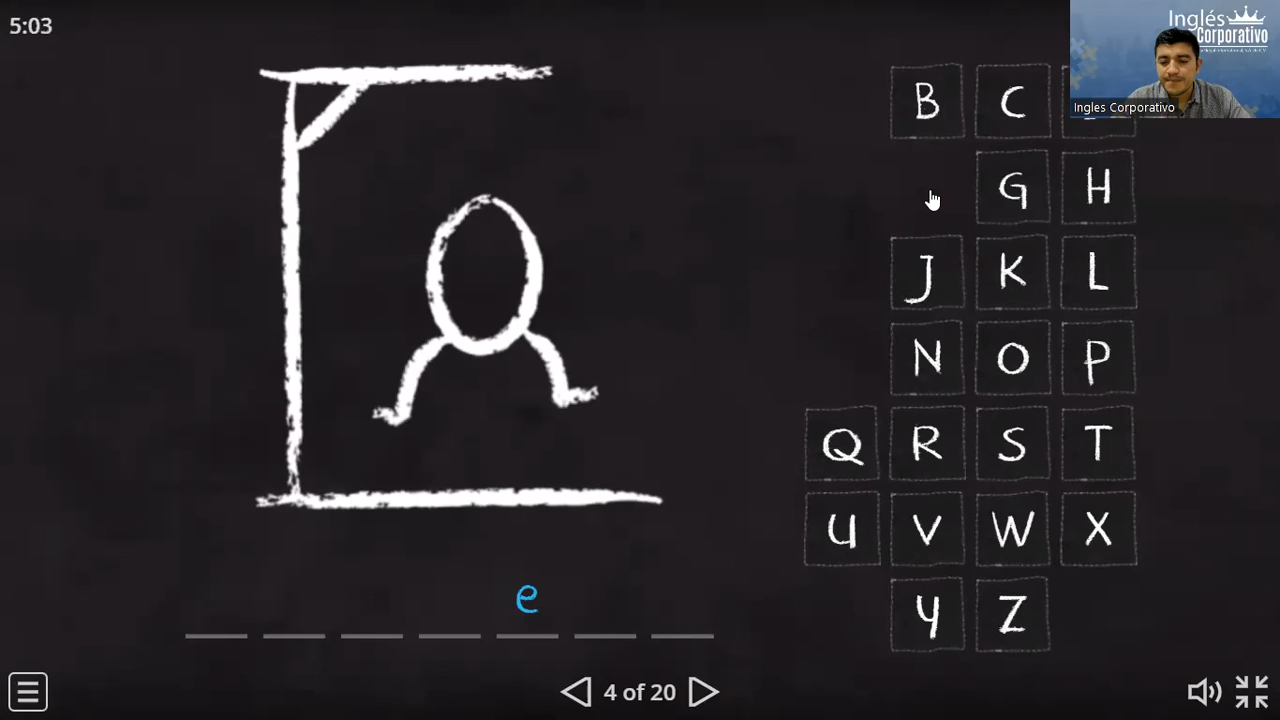 5:03
Inglés
Corporativo
Ingles Corporativo
B C
G H
J K L
N O P
Q R S T
U V W X
Y Z
e
4 of 20